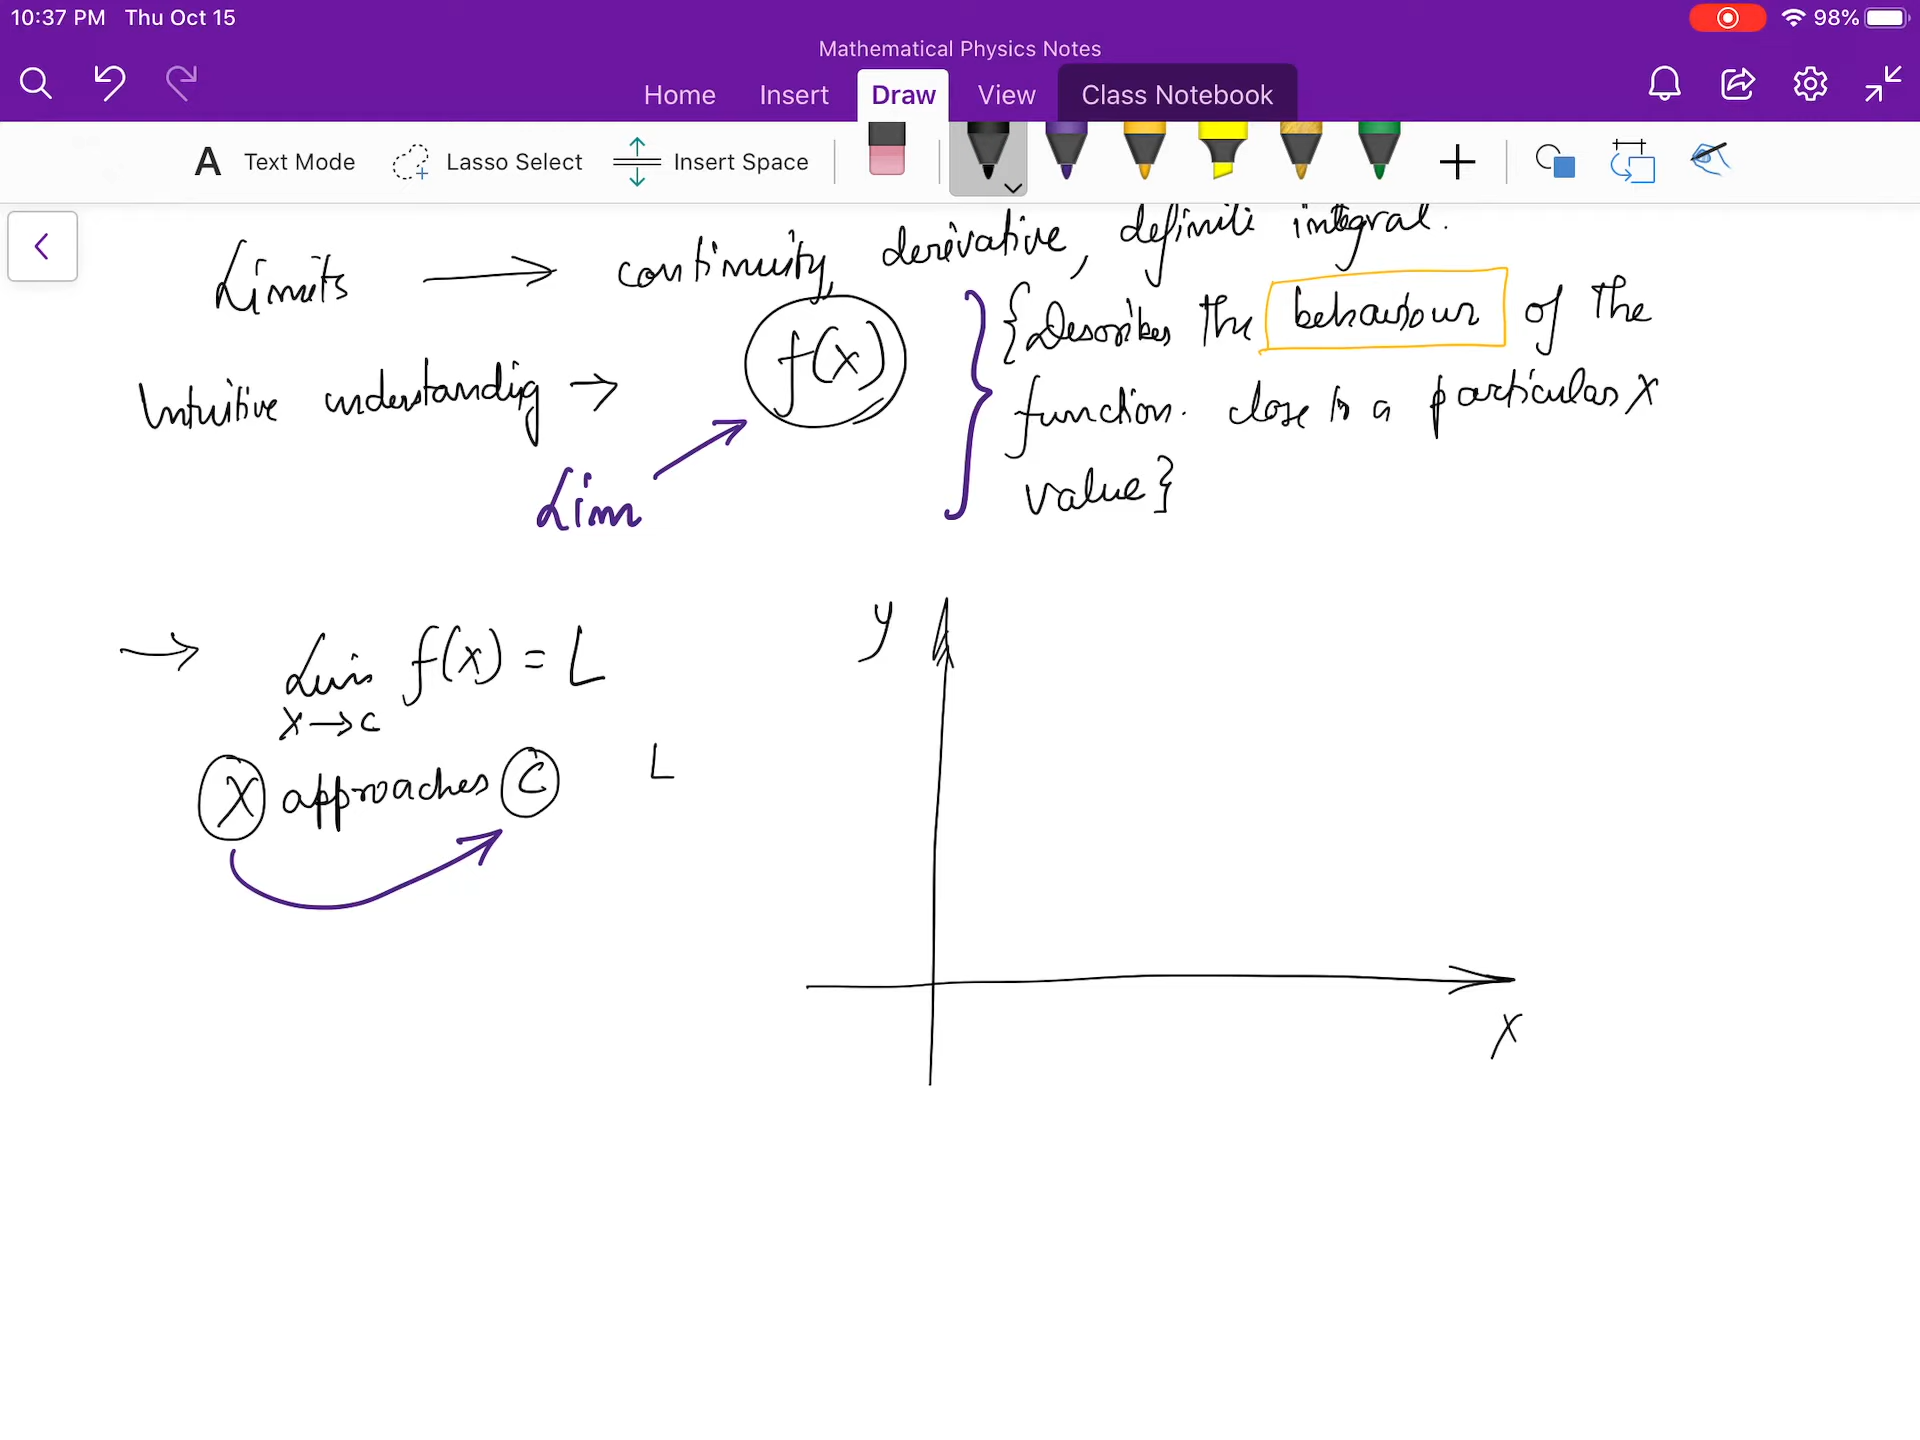 10:37 PM Thu Oct 15 98%
Mathematical Physics Notes
Home Insert Draw View Class Notebook
A Text Mode Lasso Select Insert Space
Limits → continuity, derivative, definite integral.
Intuitive understandig → f(x) {Describes the behaviour of the
function. close to a particular x
value}
Lim
→ Lim f(x) = L
x→c
x approaches c L
y
x